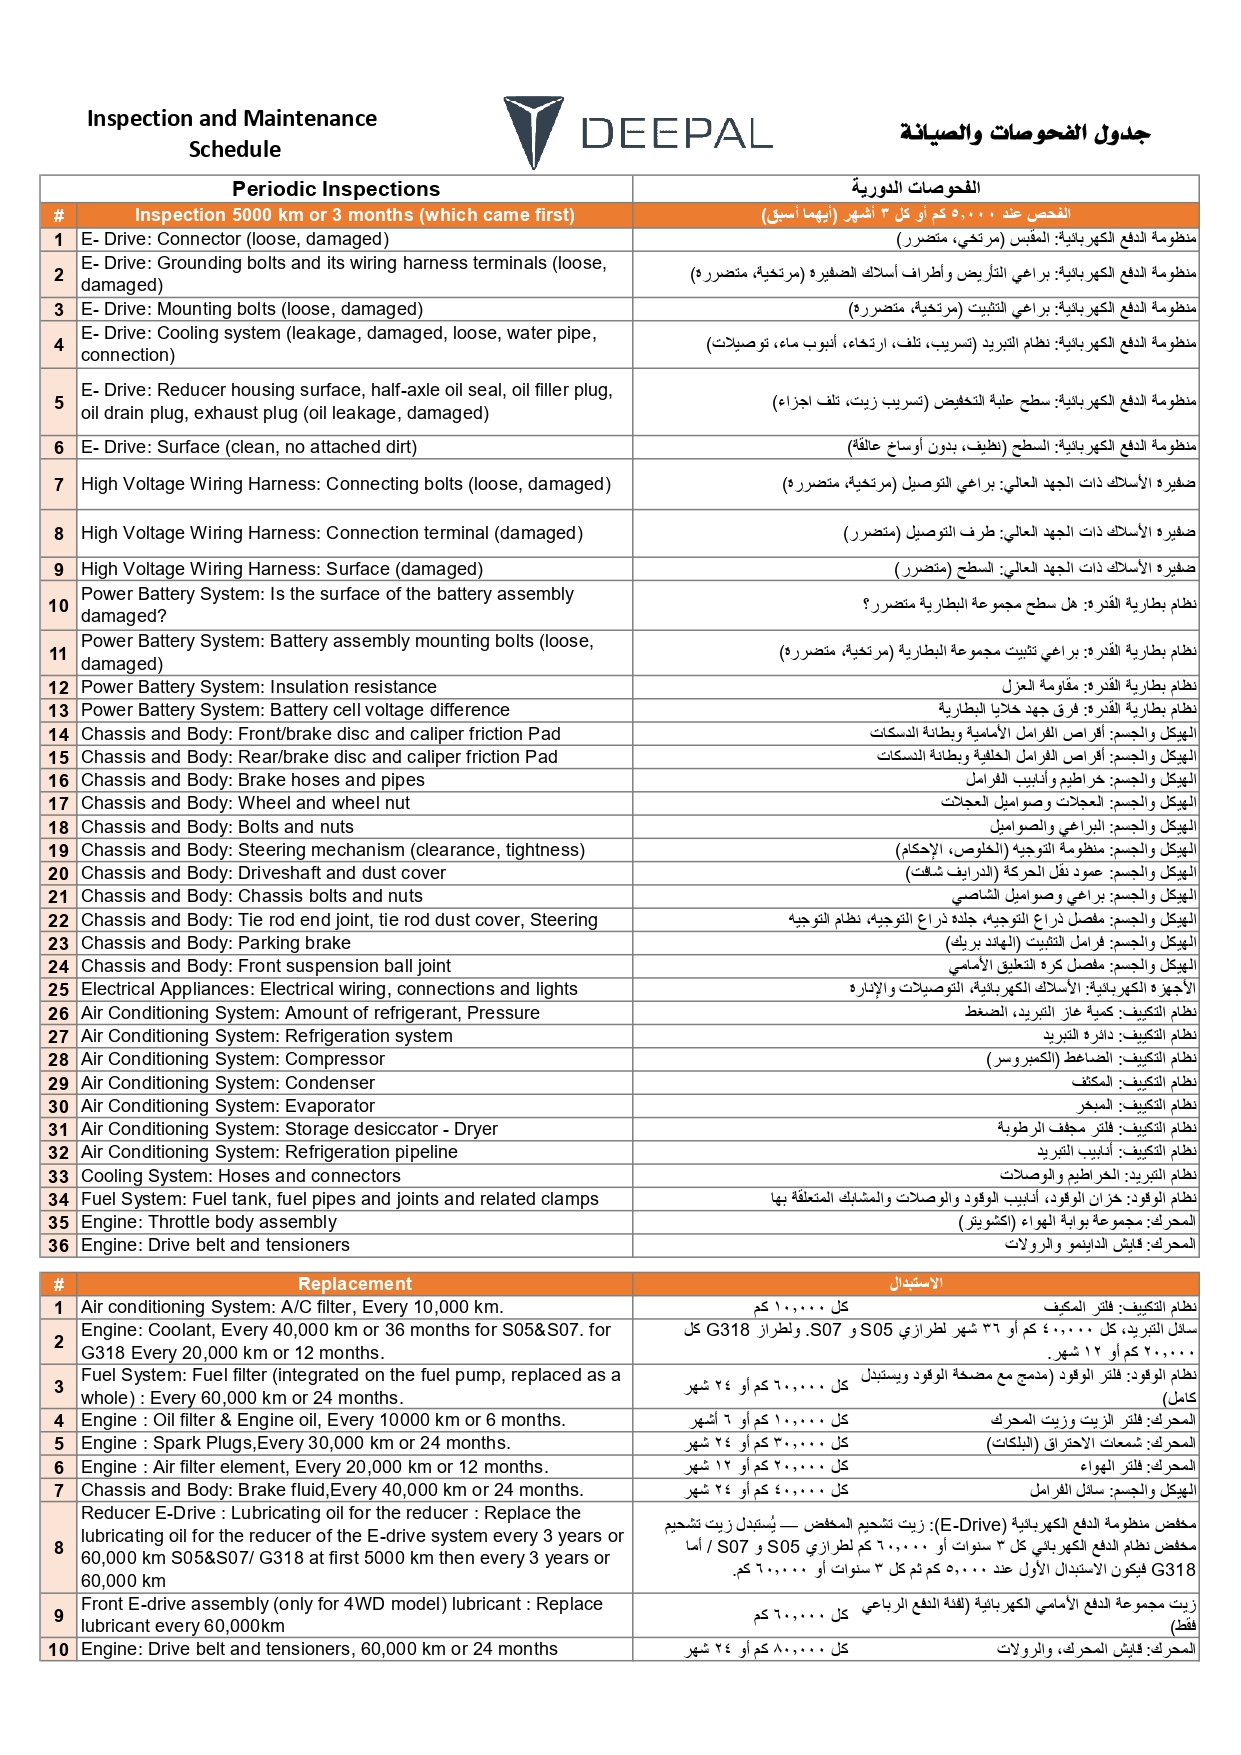 Inspection and Maintenance
Schedule
DEEPAL
جدول الفحوصات والصيانة
Periodic Inspections
الفحوصات الدورية
# Inspection 5000 km or 3 months (which came first)
الفحص عند ٥,٠٠٠ كم أو كل ٣ أشهر (أيهما أسبق)
1 E- Drive: Connector (loose, damaged)
منظومة الدفع الكهربائية: المقبس (مرتخي، متضرر)
2 E- Drive: Grounding bolts and its wiring harness terminals (loose,
damaged)
منظومة الدفع الكهربائية: براغي التأريض وأطراف أسلاك الضفيرة (مرتخية، متضررة)
3 E- Drive: Mounting bolts (loose, damaged)
منظومة الدفع الكهربائية: براغي التثبيت (مرتخية، متضررة)
4 E- Drive: Cooling system (leakage, damaged, loose, water pipe,
connection)
منظومة الدفع الكهربائية: نظام التبريد (تسريب، تلف، ارتخاء، أنبوب ماء، توصيلات)
5 E- Drive: Reducer housing surface, half-axle oil seal, oil filler plug,
oil drain plug, exhaust plug (oil leakage, damaged)
منظومة الدفع الكهربائية: سطح علبة التخفيض (تسريب زيت، تلف اجزاء)
6 E- Drive: Surface (clean, no attached dirt)
منظومة الدفع الكهربائية: السطح (نظيف، بدون أوساخ عالقة)
7 High Voltage Wiring Harness: Connecting bolts (loose, damaged)
ضفيرة الأسلاك ذات الجهد العالي: براغي التوصيل (مرتخية، متضررة)
8 High Voltage Wiring Harness: Connection terminal (damaged)
ضفيرة الأسلاك ذات الجهد العالي: طرف التوصيل (متضرر)
9 High Voltage Wiring Harness: Surface (damaged)
ضفيرة الأسلاك ذات الجهد العالي: السطح (متضرر)
10 Power Battery System: Is the surface of the battery assembly
damaged?
نظام بطارية القدرة: هل سطح مجموعة البطارية متضرر؟
11 Power Battery System: Battery assembly mounting bolts (loose,
damaged)
نظام بطارية القدرة: براغي تثبيت مجموعة البطارية (مرتخية، متضررة)
12 Power Battery System: Insulation resistance
نظام بطارية القدرة: مقاومة العزل
13 Power Battery System: Battery cell voltage difference
نظام بطارية القدرة: فرق جهد خلايا البطارية
14 Chassis and Body: Front/brake disc and caliper friction Pad
الهيكل والجسم: أقراص الفرامل الأمامية وبطانة الدسكات
15 Chassis and Body: Rear/brake disc and caliper friction Pad
الهيكل والجسم: أقراص الفرامل الخلفية وبطانة الدسكات
16 Chassis and Body: Brake hoses and pipes
الهيكل والجسم: خراطيم وأنابيب الفرامل
17 Chassis and Body: Wheel and wheel nut
الهيكل والجسم: العجلات وصواميل العجلات
18 Chassis and Body: Bolts and nuts
الهيكل والجسم: البراغي والصواميل
19 Chassis and Body: Steering mechanism (clearance, tightness)
الهيكل والجسم: منظومة التوجيه (الخلوص، الإحكام)
20 Chassis and Body: Driveshaft and dust cover
الهيكل والجسم: عمود نقل الحركة (الدرايف شافت)
21 Chassis and Body: Chassis bolts and nuts
الهيكل والجسم: براغي وصواميل الشاصي
22 Chassis and Body: Tie rod end joint, tie rod dust cover, Steering
الهيكل والجسم: مفصل ذراع التوجيه، جلدة ذراع التوجيه، نظام التوجيه
23 Chassis and Body: Parking brake
الهيكل والجسم: فرامل التثبيت (الهاند بريك)
24 Chassis and Body: Front suspension ball joint
الهيكل والجسم: مفصل كرة التعليق الأمامي
25 Electrical Appliances: Electrical wiring, connections and lights
الأجهزة الكهربائية: الأسلاك الكهربائية، التوصيلات والإنارة
26 Air Conditioning System: Amount of refrigerant, Pressure
نظام التكييف: كمية غاز التبريد، الضغط
27 Air Conditioning System: Refrigeration system
نظام التكييف: دائرة التبريد
28 Air Conditioning System: Compressor
نظام التكييف: الضاغط (الكمبروسر)
29 Air Conditioning System: Condenser
نظام التكييف: المكثف
30 Air Conditioning System: Evaporator
نظام التكييف: المبخر
31 Air Conditioning System: Storage desiccator - Dryer
نظام التكييف: فلتر مجفف الرطوبة
32 Air Conditioning System: Refrigeration pipeline
نظام التكييف: أنابيب التبريد
33 Cooling System: Hoses and connectors
نظام التبريد: الخراطيم والوصلات
34 Fuel System: Fuel tank, fuel pipes and joints and related clamps
نظام الوقود: خزان الوقود، أنابيب الوقود والوصلات والمشابك المتعلقة بها
35 Engine: Throttle body assembly
المحرك: مجموعة بوابة الهواء (اكشويتر)
36 Engine: Drive belt and tensioners
المحرك: قايش الداينمو والرولات
# Replacement
الاستبدال
1 Air conditioning System: A/C filter, Every 10,000 km.
نظام التكييف: فلتر المكيف كل ١٠,٠٠٠ كم
2 Engine: Coolant, Every 40,000 km or 36 months for S05&S07. for
G318 Every 20,000 km or 12 months.
سائل التبريد، كل ٤٠,٠٠٠ كم أو ٣٦ شهر لطرازي S05 و S07. ولطراز G318 كل
٢٠,٠٠٠ كم أو ١٢ شهر.
3 Fuel System: Fuel filter (integrated on the fuel pump, replaced as a
whole) : Every 60,000 km or 24 months.
نظام الوقود: فلتر الوقود (مدمج مع مضخة الوقود ويستبدل
كامل) كل ٦٠,٠٠٠ كم أو ٢٤ شهر
4 Engine : Oil filter & Engine oil, Every 10000 km or 6 months.
المحرك: فلتر الزيت وزيت المحرك كل ١٠,٠٠٠ كم أو ٦ أشهر
5 Engine : Spark Plugs,Every 30,000 km or 24 months.
المحرك: شمعات الاحتراق (البلكات) كل ٣٠,٠٠٠ كم أو ٢٤ شهر
6 Engine : Air filter element, Every 20,000 km or 12 months.
المحرك: فلتر الهواء كل ٢٠,٠٠٠ كم أو ١٢ شهر
7 Chassis and Body: Brake fluid,Every 40,000 km or 24 months.
الهيكل والجسم: سائل الفرامل كل ٤٠,٠٠٠ كم أو ٢٤ شهر
8 Reducer E-Drive : Lubricating oil for the reducer : Replace the
lubricating oil for the reducer of the E-drive system every 3 years or
60,000 km S05&S07/ G318 at first 5000 km then every 3 years or
60,000 km
مخفض منظومة الدفع الكهربائية (E-Drive): زيت تشحيم المخفض — يُستبدل زيت تشحيم
مخفض نظام الدفع الكهربائي كل ٣ سنوات أو ٦٠,٠٠٠ كم لطرازي S05 و S07 / أما
G318 فيكون الاستبدال الأول عند ٥,٠٠٠ كم ثم كل ٣ سنوات أو ٦٠,٠٠٠ كم.
9 Front E-drive assembly (only for 4WD model) lubricant : Replace
lubricant every 60,000km
زيت مجموعة الدفع الأمامي الكهربائية (لفئة الدفع الرباعي
فقط) كل ٦٠,٠٠٠ كم
10 Engine: Drive belt and tensioners, 60,000 km or 24 months
المحرك: قايش المحرك، والرولات كل ٨٠,٠٠٠ كم أو ٢٤ شهر